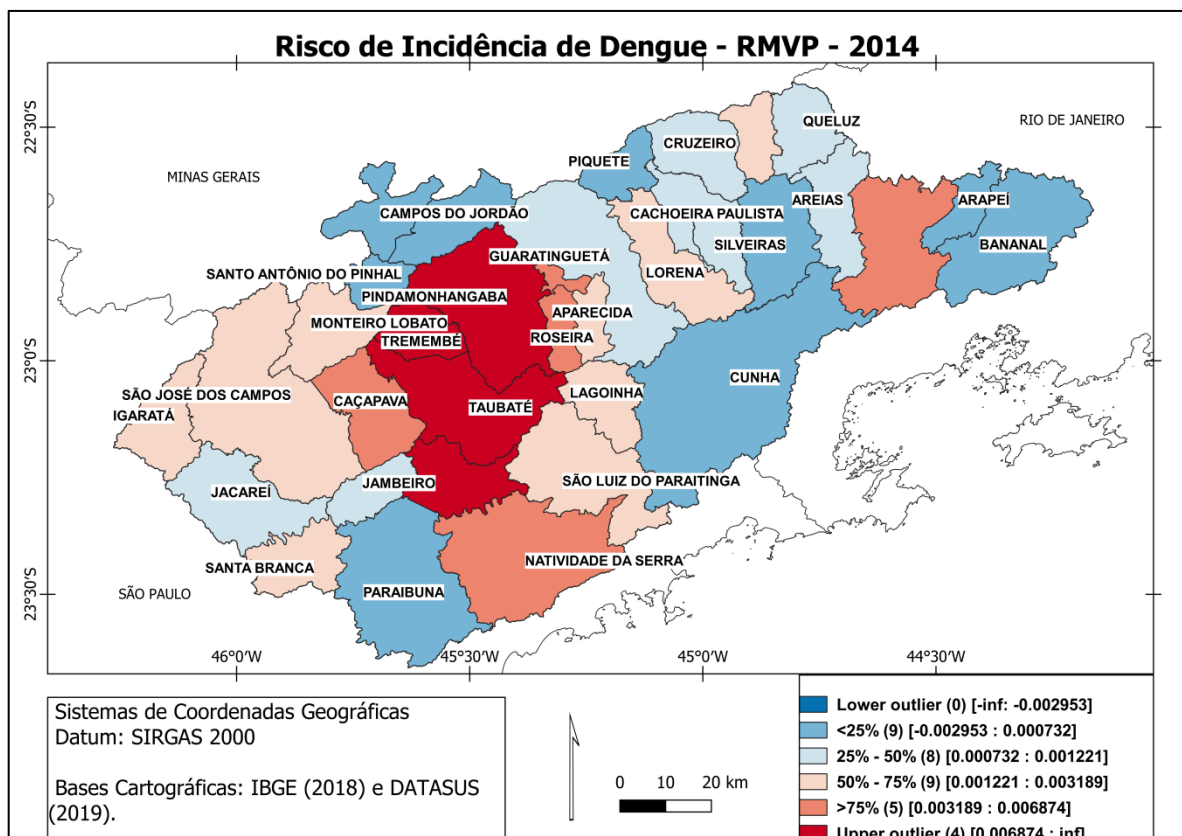 Risco de Incidência de Dengue - RMVP - 2014
QUELUZ
RIO DE JANEIRO
22°30'S
CRUZEIRO
PIQUETE
MINAS GERAIS
AREIAS
ARAPEÍ
CAMPOS DO JORDÃO
CACHOEIRA PAULISTA
SILVEIRAS
BANANAL
GUARATINGUETÁ
SANTO ANTÔNIO DO PINHAL
LORENA
PINDAMONHANGABA
APARECIDA
MONTEIRO LOBATO
ROSEIRA
TREMEMBÉ
23°0'S
CUNHA
SÃO JOSÉ DOS CAMPOS
CAÇAPAVA
LAGOINHA
TAUBATÉ
IGARATÁ
JACAREÍ
JAMBEIRO
SÃO LUIZ DO PARAITINGA
NATIVIDADE DA SERRA
SANTA BRANCA
SÃO PAULO
PARAIBUNA
23°30'S
46°0'W
45°30'W
45°0'W
44°30'W
Sistemas de Coordenadas Geográficas
Datum: SIRGAS 2000
Bases Cartográficas: IBGE (2018) e DATASUS
(2019).
0 10 20 km
Lower outlier (0) [-inf: -0.002953]
<25% (9) [-0.002953 : 0.000732]
25% - 50% (8) [0.000732 : 0.001221]
50% - 75% (9) [0.001221 : 0.003189]
>75% (5) [0.003189 : 0.006874]
Upper outlier (4) [0.006874 : inf]